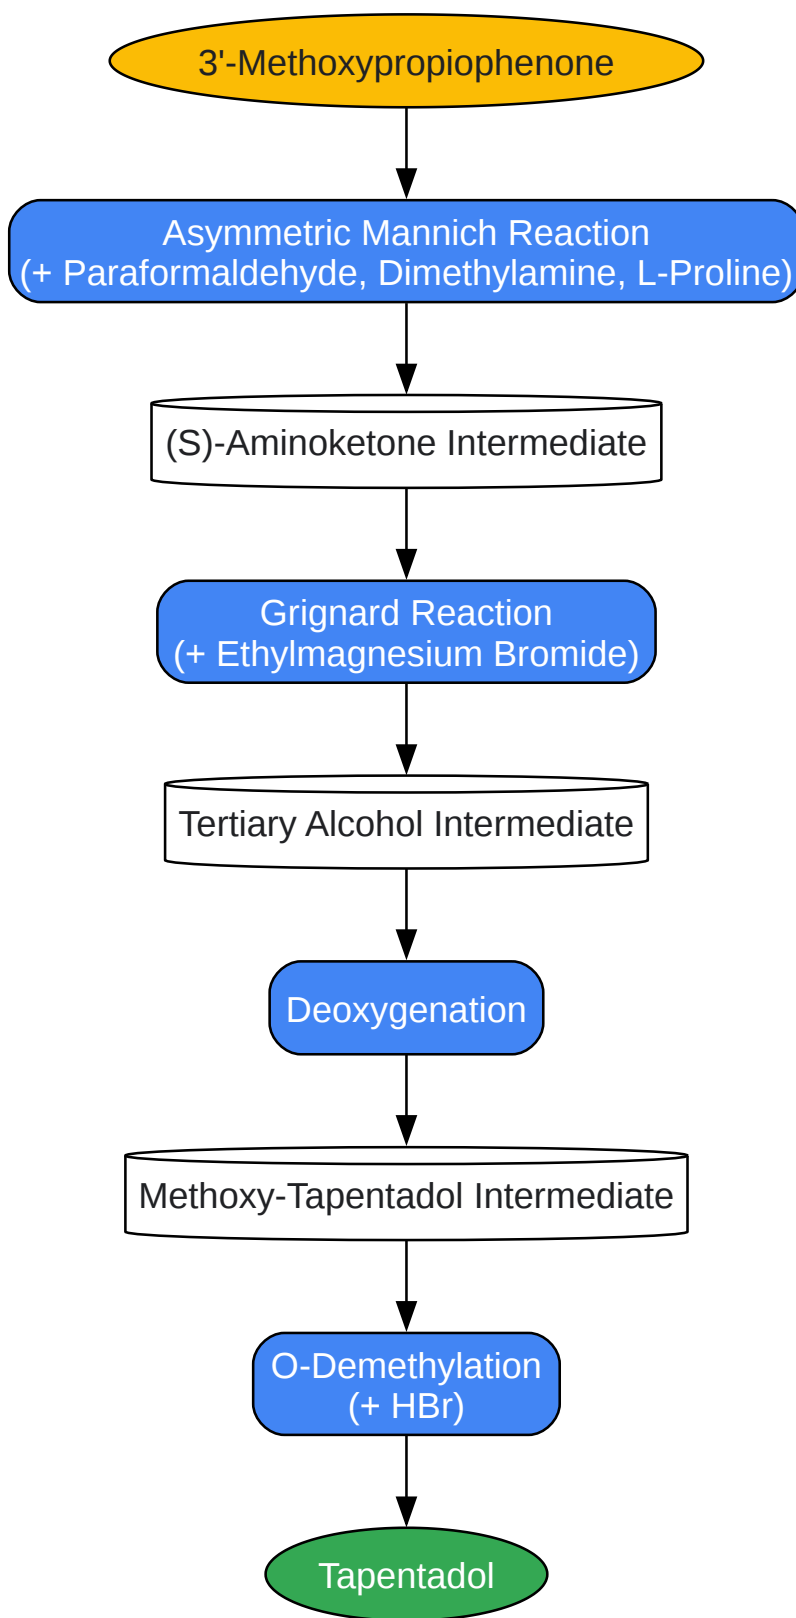 3'-Methoxypropiophenone
Asymmetric Mannich Reaction
(+ Paraformaldehyde, Dimethylamine, L-Proline)
(S)-Aminoketone Intermediate
Grignard Reaction
(+ Ethylmagnesium Bromide)
Tertiary Alcohol Intermediate
Deoxygenation
Methoxy-Tapentadol Intermediate
O-Demethylation
(+ HBr)
Tapentadol